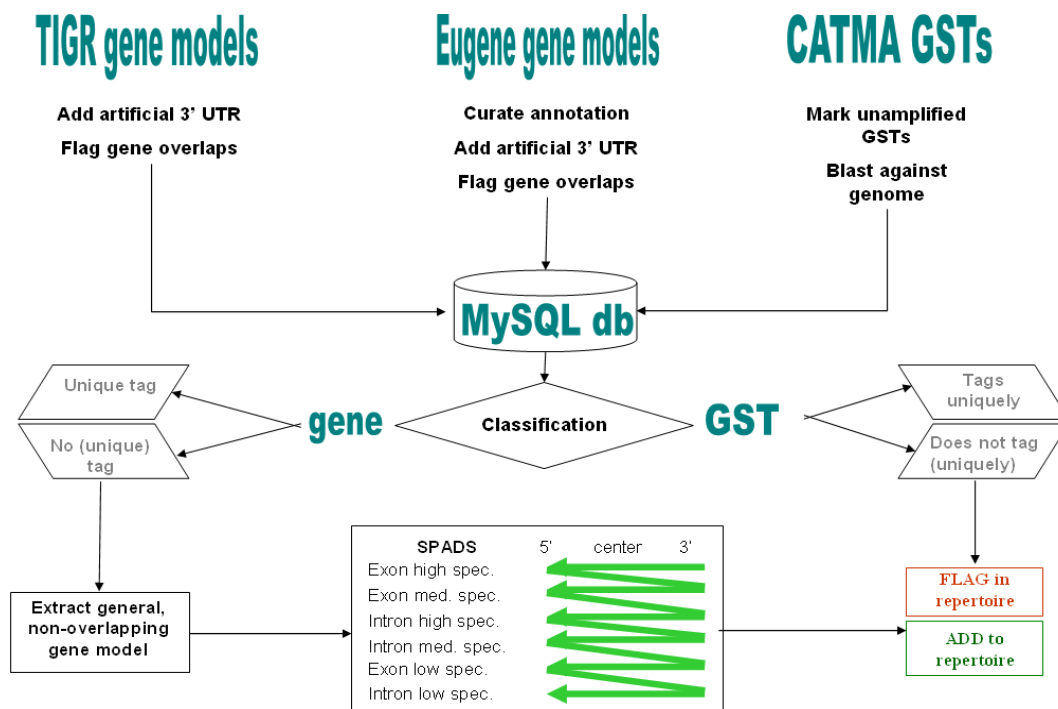 TIGR gene models
Eugene gene models
CATMA GSTs
Add artificial 3' UTR
Flag gene overlaps
Curate annotation
Add artificial 3' UTR
Flag gene overlaps
Mark unamplified
GSTs
Blast against
genome
MySQL db
Unique tag
No (unique)
tag
gene
Classification
GST
Tags
uniquely
Does not tag
(uniquely)
Extract general,
non-overlapping
gene model
SPADS 5' center 3'
Exon high spec.
Exon med. spec.
Intron high spec.
Intron med. spec.
Exon low spec.
Intron low spec.
FLAG in
repertoire
ADD to
repertoire